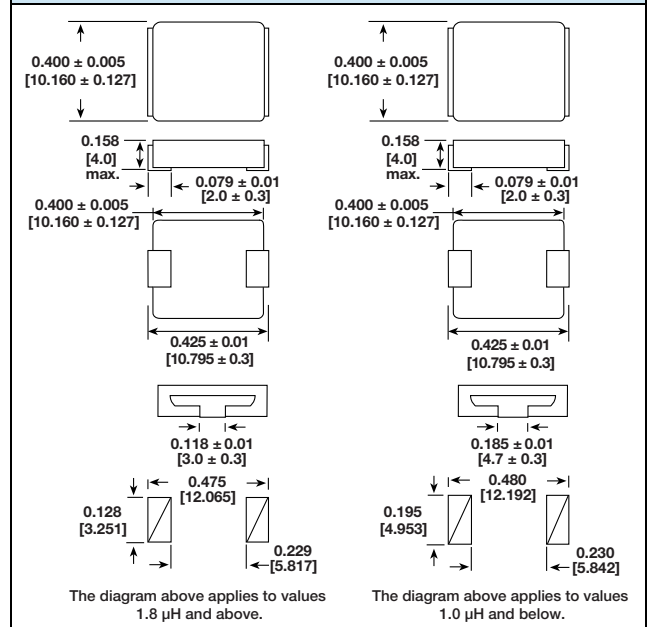 0.400 ± 0.005
[10.160 ± 0.127]
0.158
[4.0]
max.
0.079 ± 0.01
[2.0 ± 0.3]
0.400 ± 0.005
[10.160 ± 0.127]
0.425 ± 0.01
[10.795 ± 0.3]
0.118 ± 0.01
[3.0 ± 0.3]
0.475
[12.065]
0.128
[3.251]
0.229
[5.817]
The diagram above applies to values
1.8 µH and above.
0.400 ± 0.005
[10.160 ± 0.127]
0.158
[4.0]
max.
0.079 ± 0.01
[2.0 ± 0.3]
0.400 ± 0.005
[10.160 ± 0.127]
0.425 ± 0.01
[10.795 ± 0.3]
0.185 ± 0.01
[4.7 ± 0.3]
0.480
[12.192]
0.195
[4.953]
0.230
[5.842]
The diagram above applies to values
1.0 µH and below.